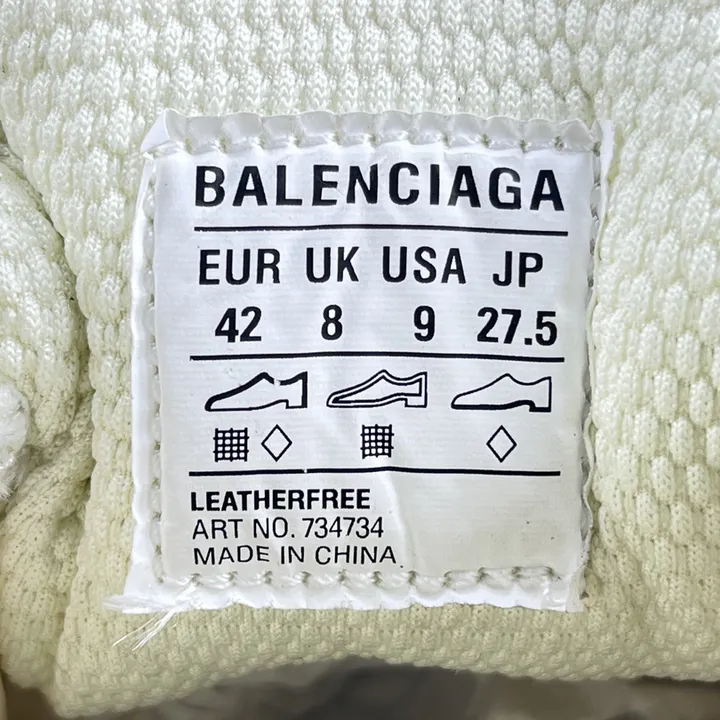 BALENCIAGA
EUR UK USA JP
42 8 9 27.5
LEATHERFREE
ART NO. 734734
MADE IN CHINA